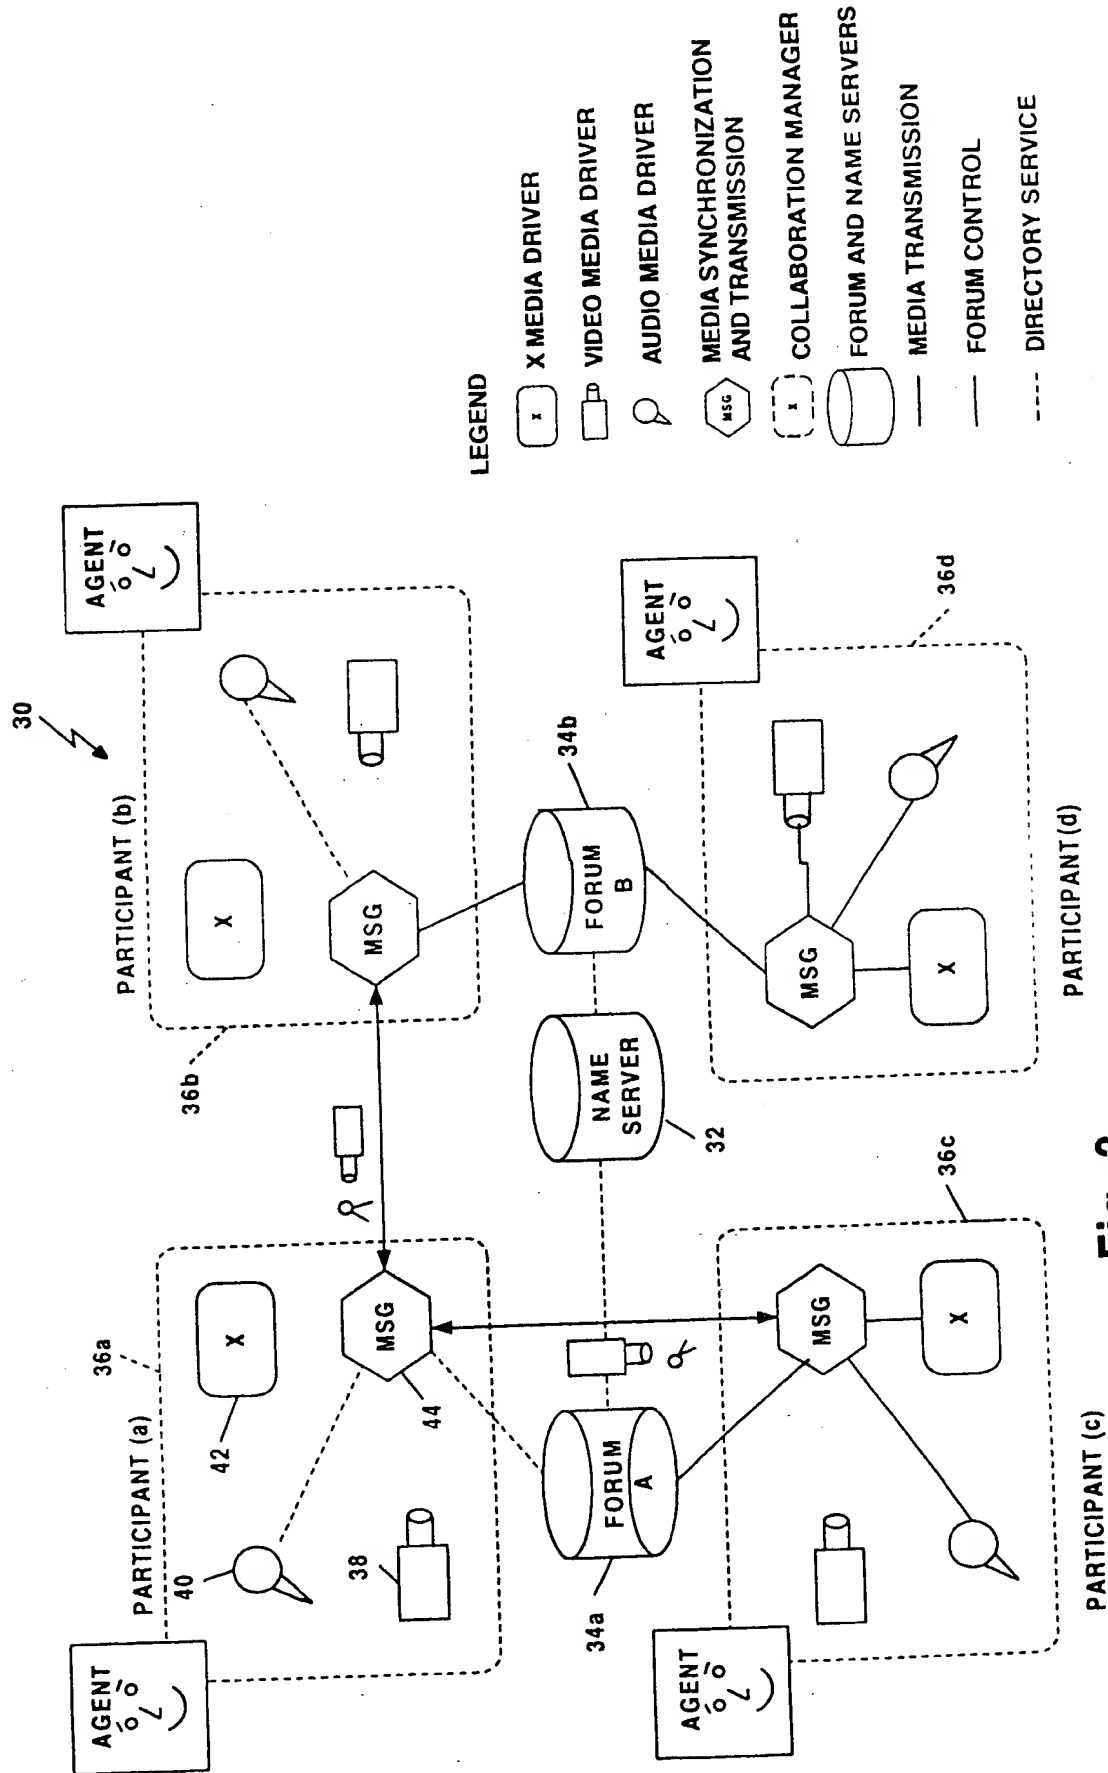 30
PARTICIPANT (a)
36a
AGENT
40
42
X
38
MSG
44
36b
PARTICIPANT (b)
X
AGENT
MSG
34a
FORUM
A
NAME
SERVER
32
FORUM
B
34b
AGENT
MSG
X
36c
PARTICIPANT (c)
AGENT
MSG
X
36d
PARTICIPANT (d)
LEGEND
X X MEDIA DRIVER
VIDEO MEDIA DRIVER
AUDIO MEDIA DRIVER
MSG MEDIA SYNCHRONIZATION
AND TRANSMISSION
X COLLABORATION MANAGER
FORUM AND NAME SERVERS
MEDIA TRANSMISSION
FORUM CONTROL
DIRECTORY SERVICE